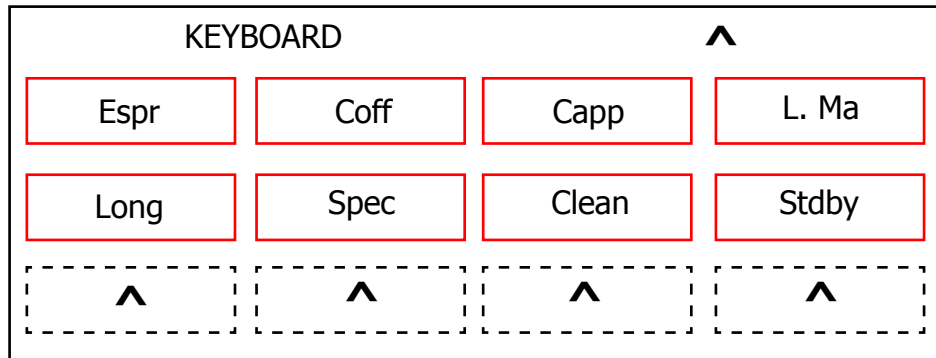 KEYBOARD ^
Espr Coff Capp L. Ma
Long Spec Clean Stdby
^ ^ ^ ^